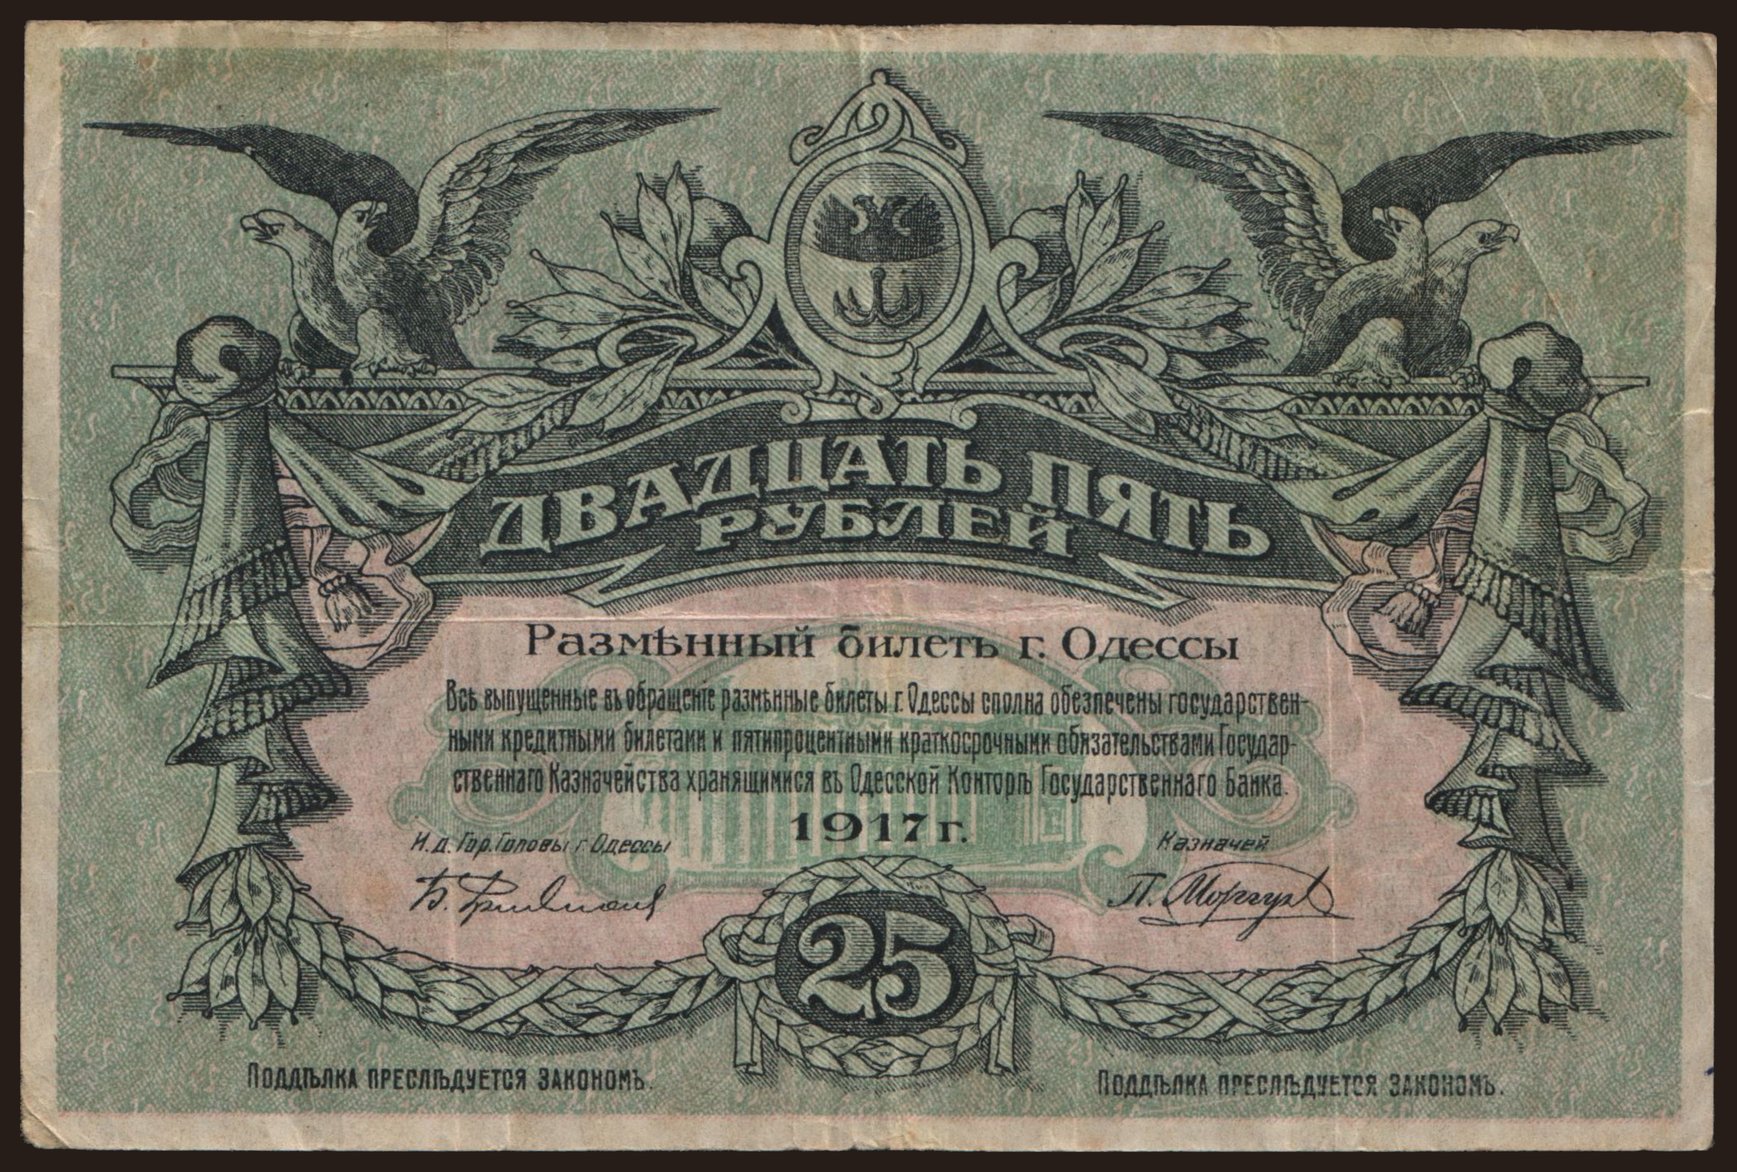 ДВАДЦАТЬ ПЯТЬ
РУБЛЕЙ
Размѣнный билетъ г. Одессы
Всѣ выпущенные въ обращеніе размѣнные билеты г. Одессы сполна обезпечены государствен-
ными кредитными билетами и пятипроцентными краткосрочными обязательствами Государ-
ственнаго Казначейства хранящимися въ Одесской Конторѣ Государственнаго Банка.
1917 г.
И.д. Гор. Головы г. Одессы
Казначей
25
Поддѣлка преслѣдуется закономъ.
Поддѣлка преслѣдуется закономъ.